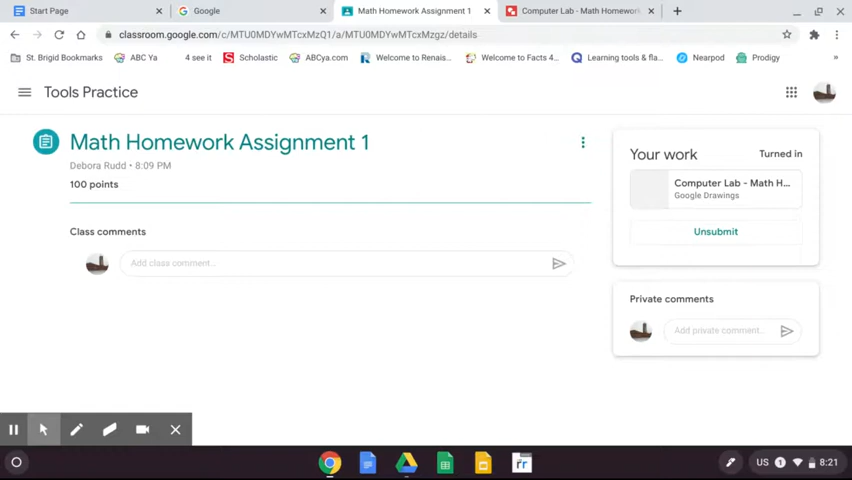 Start Page
Google
Math Homework Assignment 1
Computer Lab - Math Homework
classroom.google.com/c/MTU0MDYwMTcxMzQ1/a/MTU0MDYwMTcxMzgz/details
St. Brigid Bookmarks
ABC Ya
4 see it
Scholastic
ABCya.com
Welcome to Renais...
Welcome to Facts 4...
Learning tools & fla...
Nearpod
Prodigy
»
Tools Practice
Math Homework Assignment 1
Debora Rudd • 8:09 PM
100 points
Class comments
Add class comment...
Your work
Turned in
Computer Lab - Math H...
Google Drawings
Unsubmit
Private comments
Add private comment...
US
1
8:21